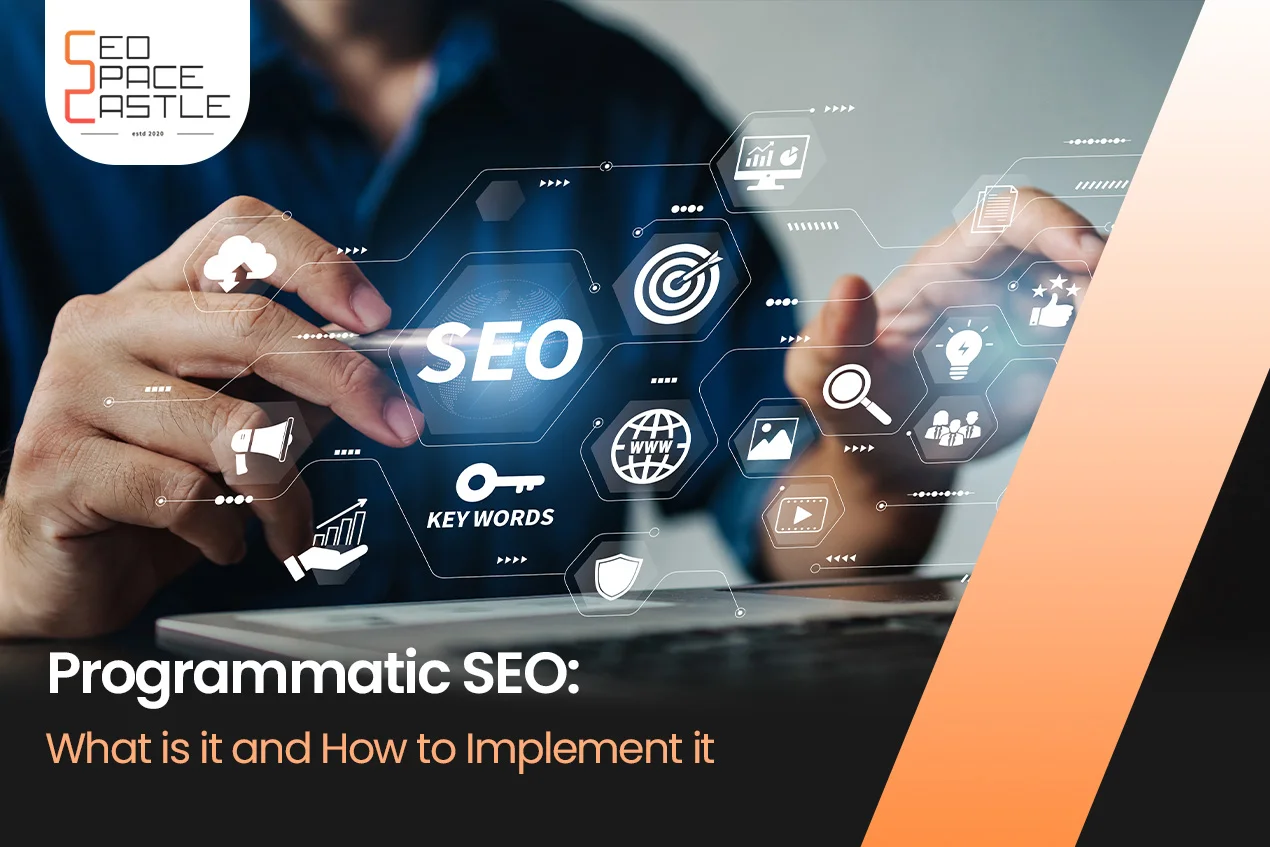 SEO
SPACE
CASTLE
estd 2020
SEO
WWW
KEY WORDS
Programmatic SEO:
What is it and How to Implement it